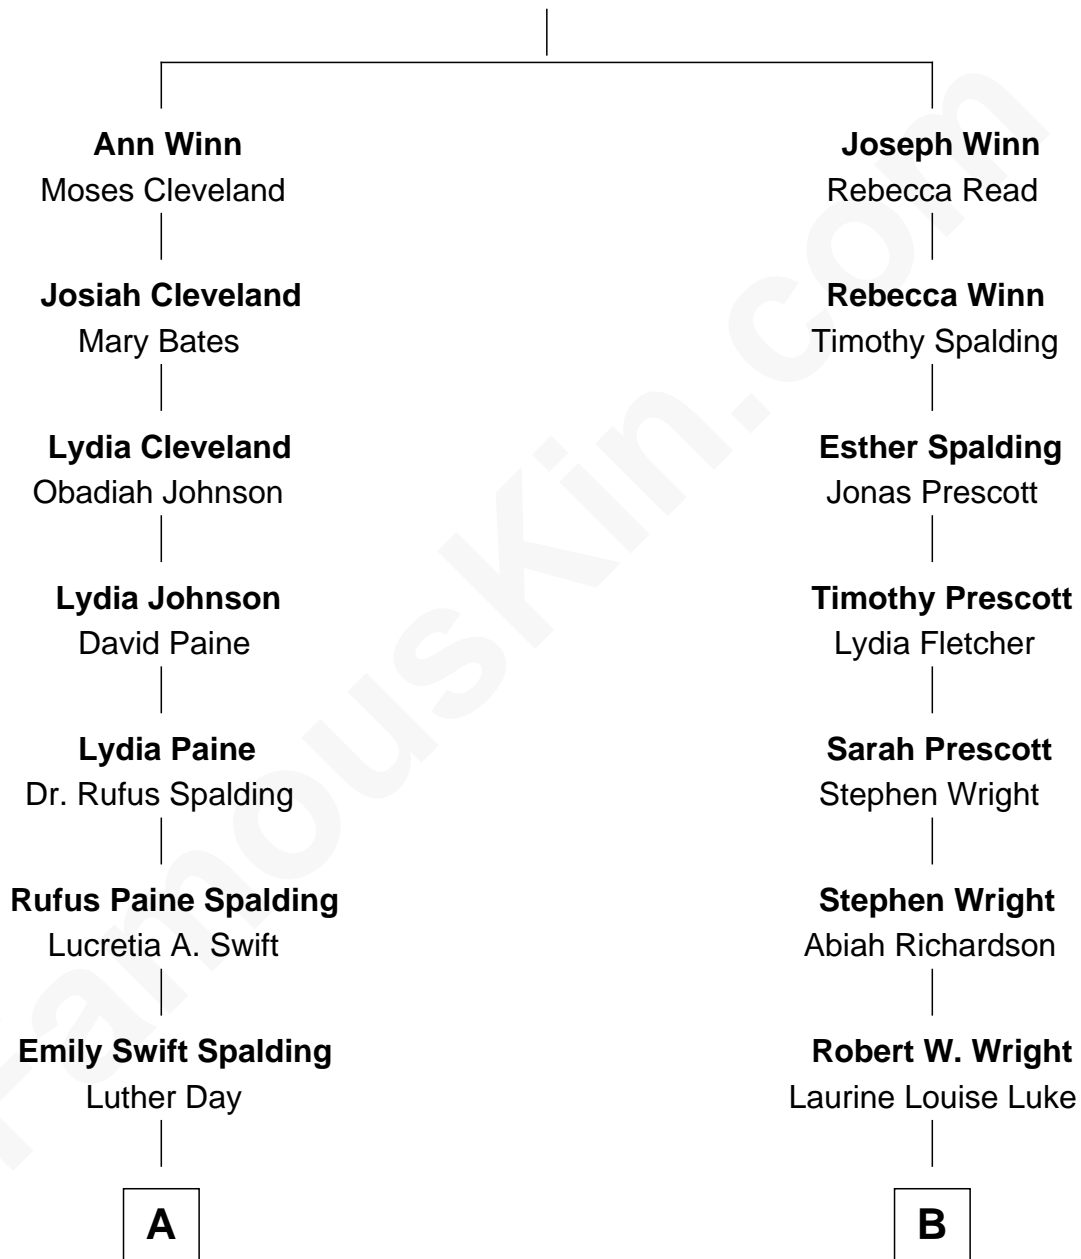 Ann Winn
Moses Cleveland
Josiah Cleveland
Mary Bates
Lydia Cleveland
Obadiah Johnson
Lydia Johnson
David Paine
Lydia Paine
Dr. Rufus Spalding
Rufus Paine Spalding
Lucretia A. Swift
Emily Swift Spalding
Luther Day
A
Joseph Winn
Rebecca Read
Rebecca Winn
Timothy Spalding
Esther Spalding
Jonas Prescott
Timothy Prescott
Lydia Fletcher
Sarah Prescott
Stephen Wright
Stephen Wright
Abiah Richardson
Robert W. Wright
Laurine Louise Luke
B
FamousKin.com